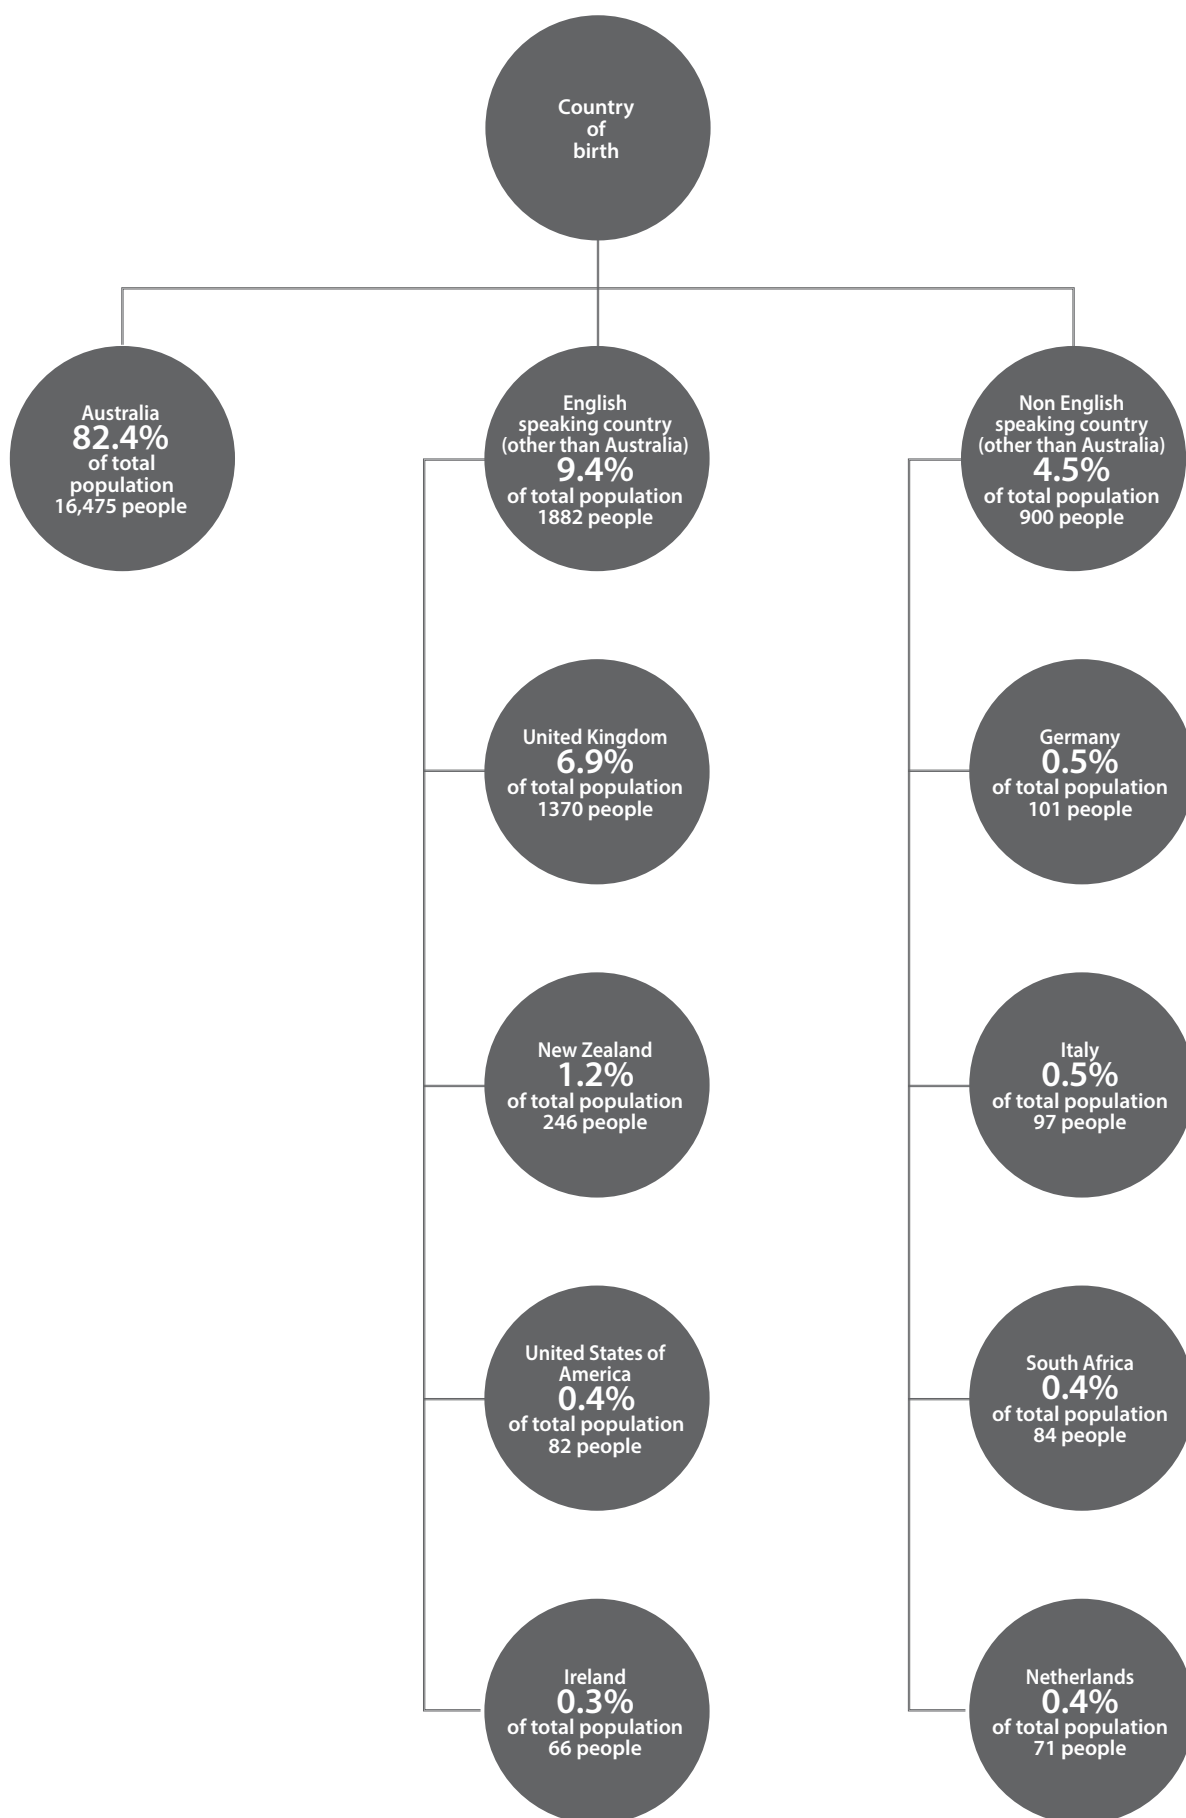 Country
of
birth
Australia
82.4%
of total
population
16,475 people
English
speaking country
(other than Australia)
9.4%
of total population
1882 people
Non English
speaking country
(other than Australia)
4.5%
of total population
900 people
United Kingdom
6.9%
of total population
1370 people
Germany
0.5%
of total population
101 people
New Zealand
1.2%
of total population
246 people
Italy
0.5%
of total population
97 people
United States of
America
0.4%
of total population
82 people
South Africa
0.4%
of total population
84 people
Ireland
0.3%
of total population
66 people
Netherlands
0.4%
of total population
71 people